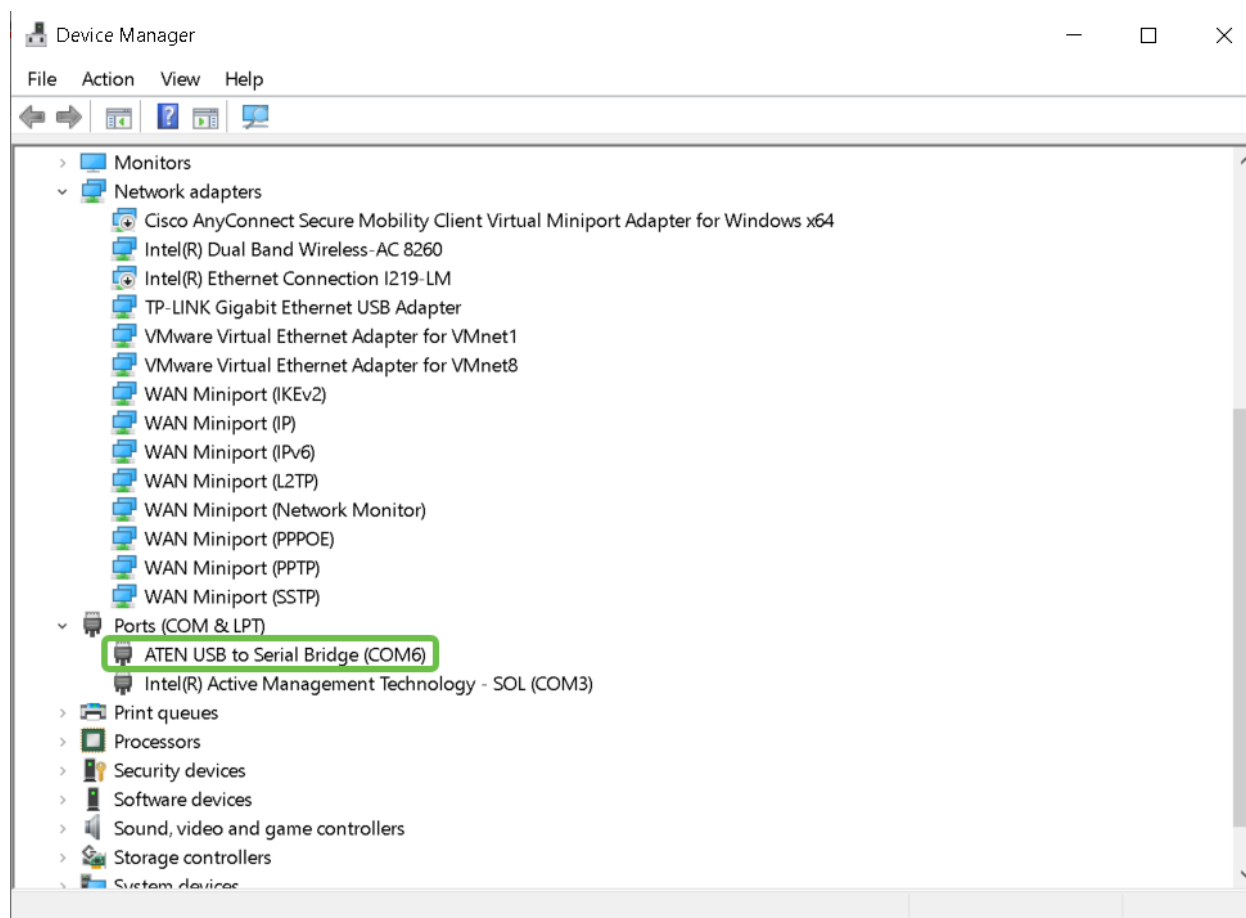 Device Manager
File Action View Help
Monitors
Network adapters
Cisco AnyConnect Secure Mobility Client Virtual Miniport Adapter for Windows x64
Intel(R) Dual Band Wireless-AC 8260
Intel(R) Ethernet Connection I219-LM
TP-LINK Gigabit Ethernet USB Adapter
VMware Virtual Ethernet Adapter for VMnet1
VMware Virtual Ethernet Adapter for VMnet8
WAN Miniport (IKEv2)
WAN Miniport (IP)
WAN Miniport (IPv6)
WAN Miniport (L2TP)
WAN Miniport (Network Monitor)
WAN Miniport (PPPOE)
WAN Miniport (PPTP)
WAN Miniport (SSTP)
Ports (COM & LPT)
ATEN USB to Serial Bridge (COM6)
Intel(R) Active Management Technology - SOL (COM3)
Print queues
Processors
Security devices
Software devices
Sound, video and game controllers
Storage controllers
System devices